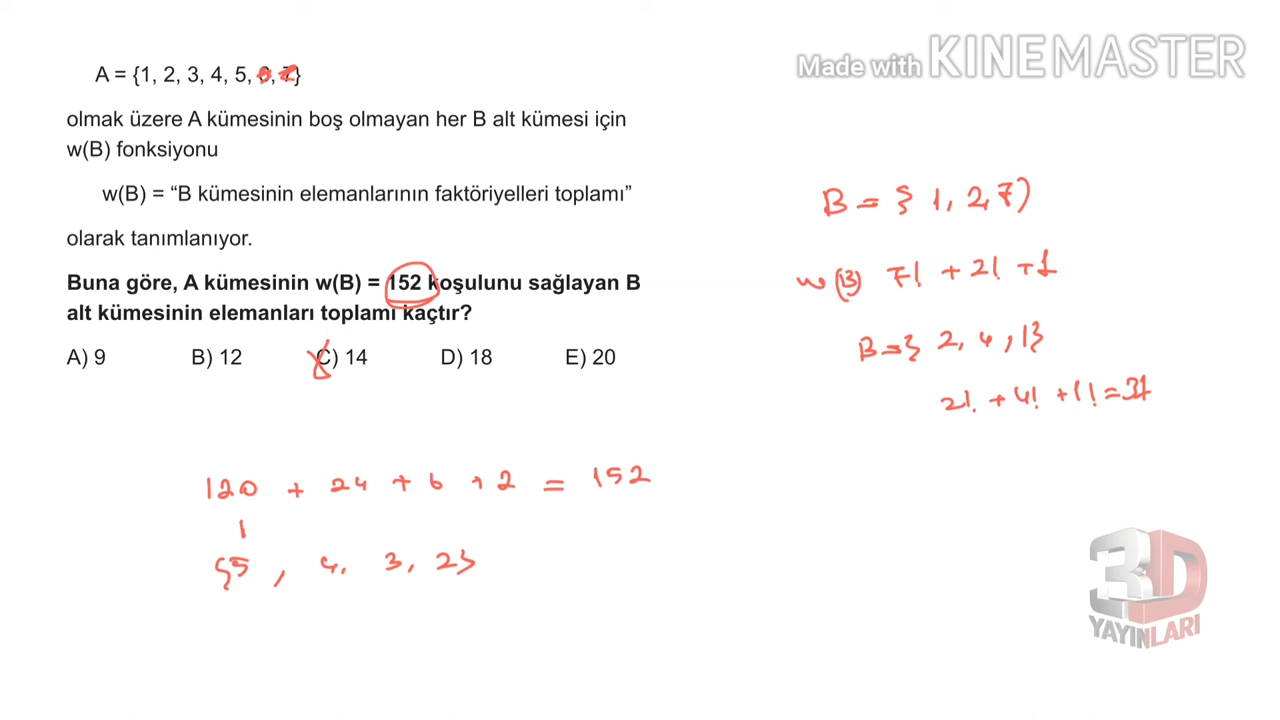 Made with KINEMASTER
A = {1, 2, 3, 4, 5, 6, 7}
olmak üzere A kümesinin boş olmayan her B alt kümesi için
w(B) fonksiyonu
w(B) = “B kümesinin elemanlarının faktöriyelleri toplamı”
olarak tanımlanıyor.
Buna göre, A kümesinin w(B) = 152 koşulunu sağlayan B
alt kümesinin elemanları toplamı kaçtır?
A) 9 B) 12 C) 14 D) 18 E) 20
B = { 1, 2, 7}
w (B) 7! + 2! + 1
B = { 2, 4, 1}
2! + 4! + 1! = 31
120 + 24 + 6 + 2 = 152
{5, 4, 3, 2}
3D
YAYINLARI